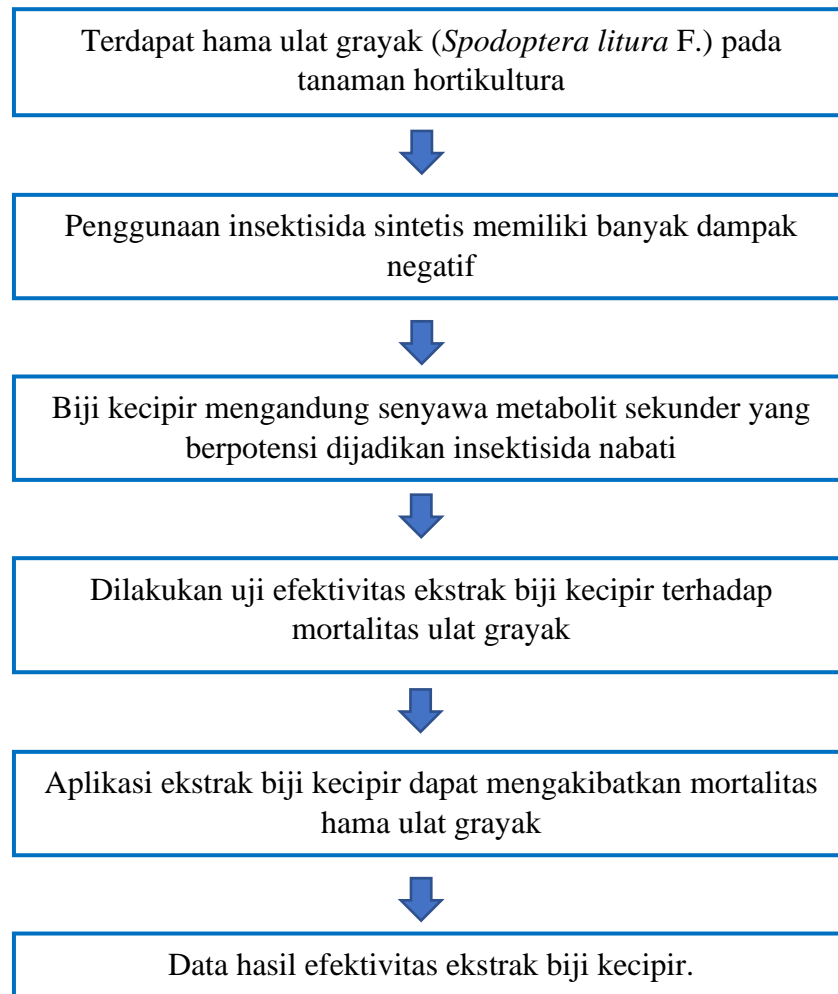 Terdapat hama ulat grayak (Spodoptera litura F.) pada
tanaman hortikultura
Penggunaan insektisida sintetis memiliki banyak dampak
negatif
Biji kecipir mengandung senyawa metabolit sekunder yang
berpotensi dijadikan insektisida nabati
Dilakukan uji efektivitas ekstrak biji kecipir terhadap
mortalitas ulat grayak
Aplikasi ekstrak biji kecipir dapat mengakibatkan mortalitas
hama ulat grayak
Data hasil efektivitas ekstrak biji kecipir.